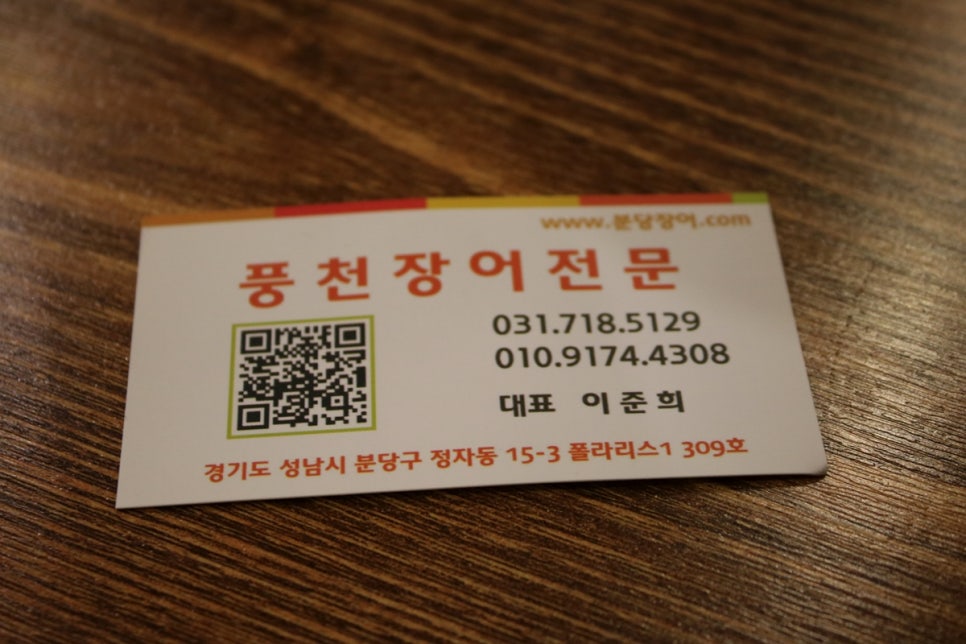 www.분당장어.com
풍천장어전문
031.718.5129
010.9174.4308
대표 이준희
경기도 성남시 분당구 정자동 15-3 폴라리스1 309호